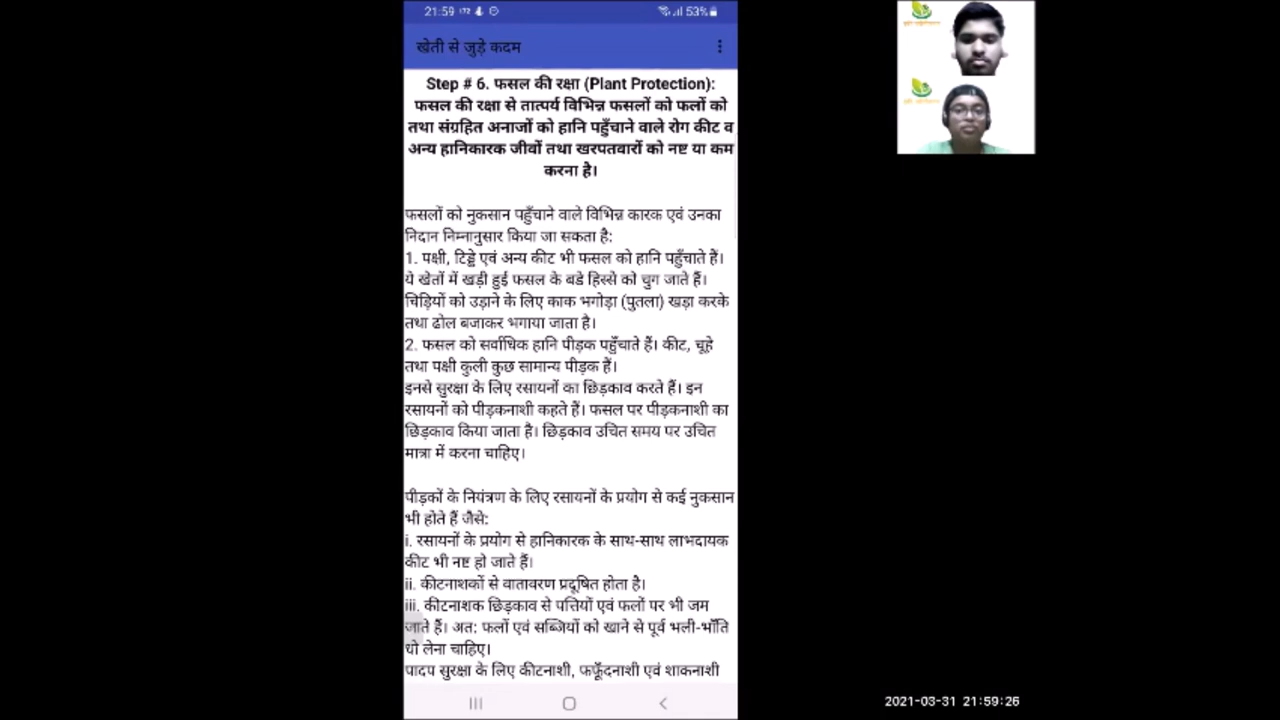 21:59
53%
खेती से जुड़े कदम
Step # 6. फसल की रक्षा (Plant Protection):
फसल की रक्षा से तात्पर्य विभिन्न फसलों को फलों को
तथा संग्रहित अनाजों को हानि पहुँचाने वाले रोग कीट व
अन्य हानिकारक जीवों तथा खरपतवारों को नष्ट या कम
करना है।
फसलों को नुकसान पहुँचाने वाले विभिन्न कारक एवं उनका
निदान निम्नानुसार किया जा सकता है:
1. पक्षी, टिड्डे एवं अन्य कीट भी फसल को हानि पहुँचाते हैं।
ये खेतों में खड़ी हुई फसल के बडे हिस्से को चुग जाते हैं।
चिड़ियों को उड़ाने के लिए काक भगोड़ा (पुतला) खड़ा करके
तथा ढोल बजाकर भगाया जाता है।
2. फसल को सर्वाधिक हानि पीड़क पहुँचाते हैं। कीट, चूहे
तथा पक्षी कुली कुछ सामान्य पीड़क हैं।
इनसे सुरक्षा के लिए रसायनों का छिड़काव करते हैं। इन
रसायनों को पीड़कनाशी कहते हैं। फसल पर पीड़कनाशी का
छिड़काव किया जाता है। छिड़काव उचित समय पर उचित
मात्रा में करना चाहिए।
पीड़कों के नियंत्रण के लिए रसायनों के प्रयोग से कई नुकसान
भी होते हैं जैसे:
i. रसायनों के प्रयोग से हानिकारक के साथ-साथ लाभदायक
कीट भी नष्ट हो जाते हैं।
ii. कीटनाशकों से वातावरण प्रदूषित होता है।
iii. कीटनाशक छिड़काव से पत्तियों एवं फलों पर भी जम
जाते हैं। अत: फलों एवं सब्जियों को खाने से पूर्व भली-भाँति
धो लेना चाहिए।
पादप सुरक्षा के लिए कीटनाशी, फफूँदनाशी एवं शाकनाशी
2021-03-31 21:59:26